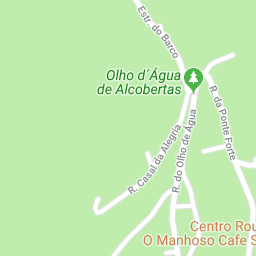 Estr. do Barco
Olho d´Água
de Alcobertas
R. da Ponte Forte
R. Casal da Alegria
R. do Olho de Água
Centro Rou
O Manhoso Cafe S